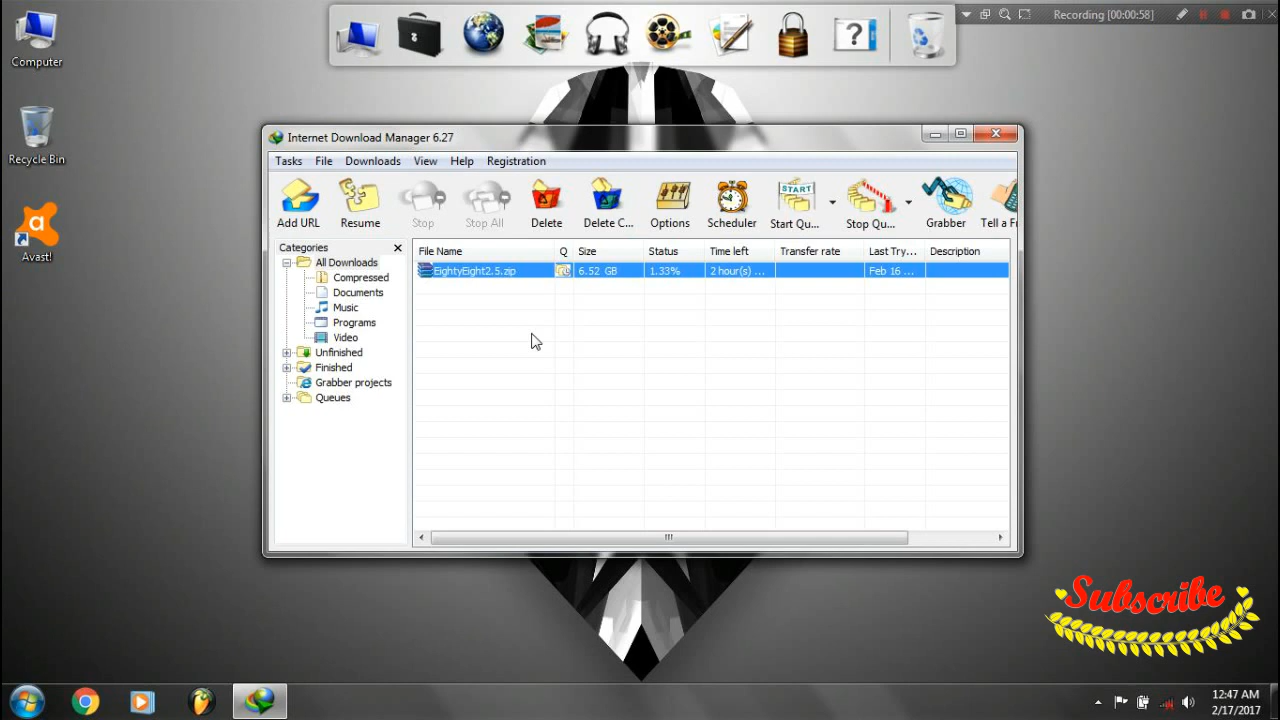 Computer
Recycle Bin
Avast!
Recording [00:00:58]
Internet Download Manager 6.27
Tasks File Downloads View Help Registration
Add URL Resume Stop Stop All Delete Delete C... Options Scheduler Start Qu... Stop Qu... Grabber Tell a F
Categories
All Downloads
Compressed
Documents
Music
Programs
Video
Unfinished
Finished
Grabber projects
Queues
File Name Q Size Status Time left Transfer rate Last Try... Description
EightyEight2.5.zip 6.52 GB 1.33% 2 hour(s) ... Feb 16 ...
Subscribe
12:47 AM
2/17/2017